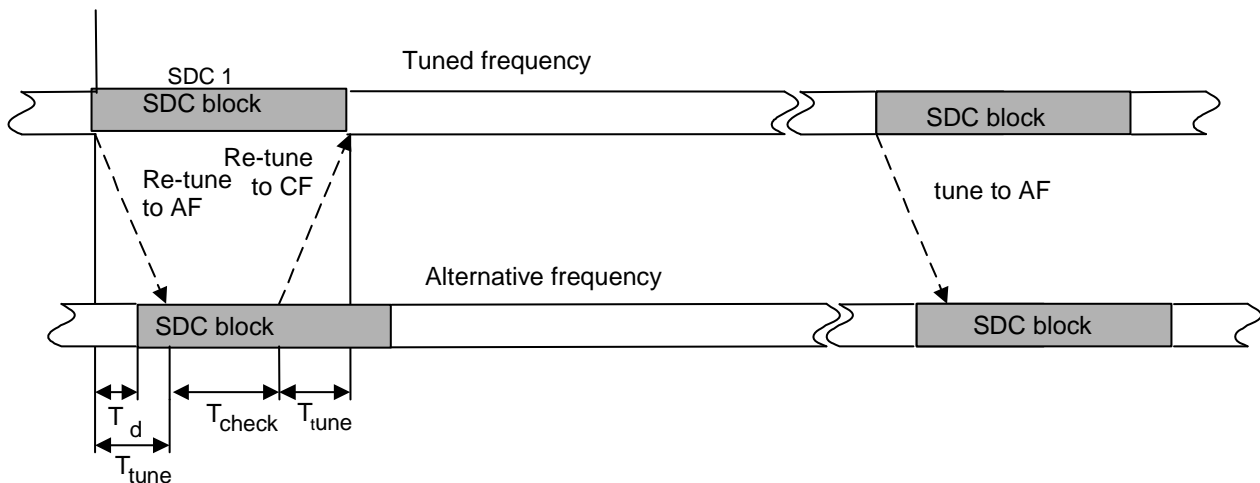 Tuned frequency
SDC 1
SDC block
SDC block
Re-tune
to AF
Re-tune
to CF
tune to AF
Alternative frequency
SDC block
SDC block
T d
T check
T tune
T tune